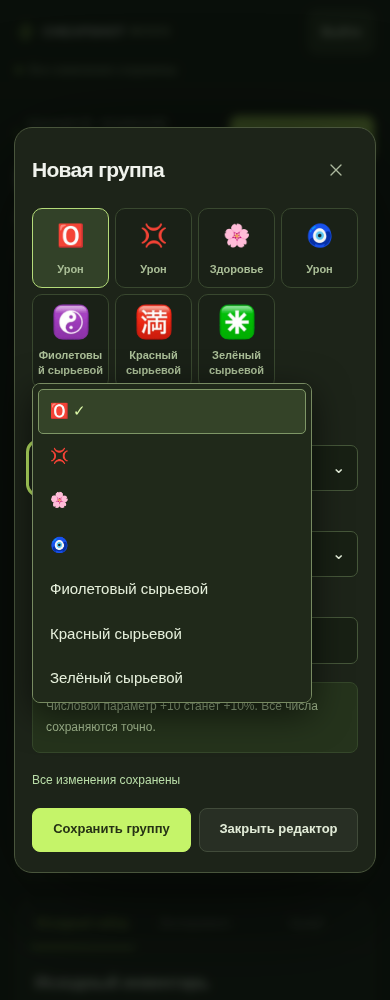 Новая группа
Урон
Урон
Здоровье
Урон
Фиолетовы
й сырьевой
Красный
сырьевой
Зелёный
сырьевой
🅾️ ✓
Фиолетовый сырьевой
Красный сырьевой
Зелёный сырьевой
Числовой параметр +10 станет +10%. Все числа
сохраняются точно.
Все изменения сохранены
Сохранить группу
Закрыть редактор